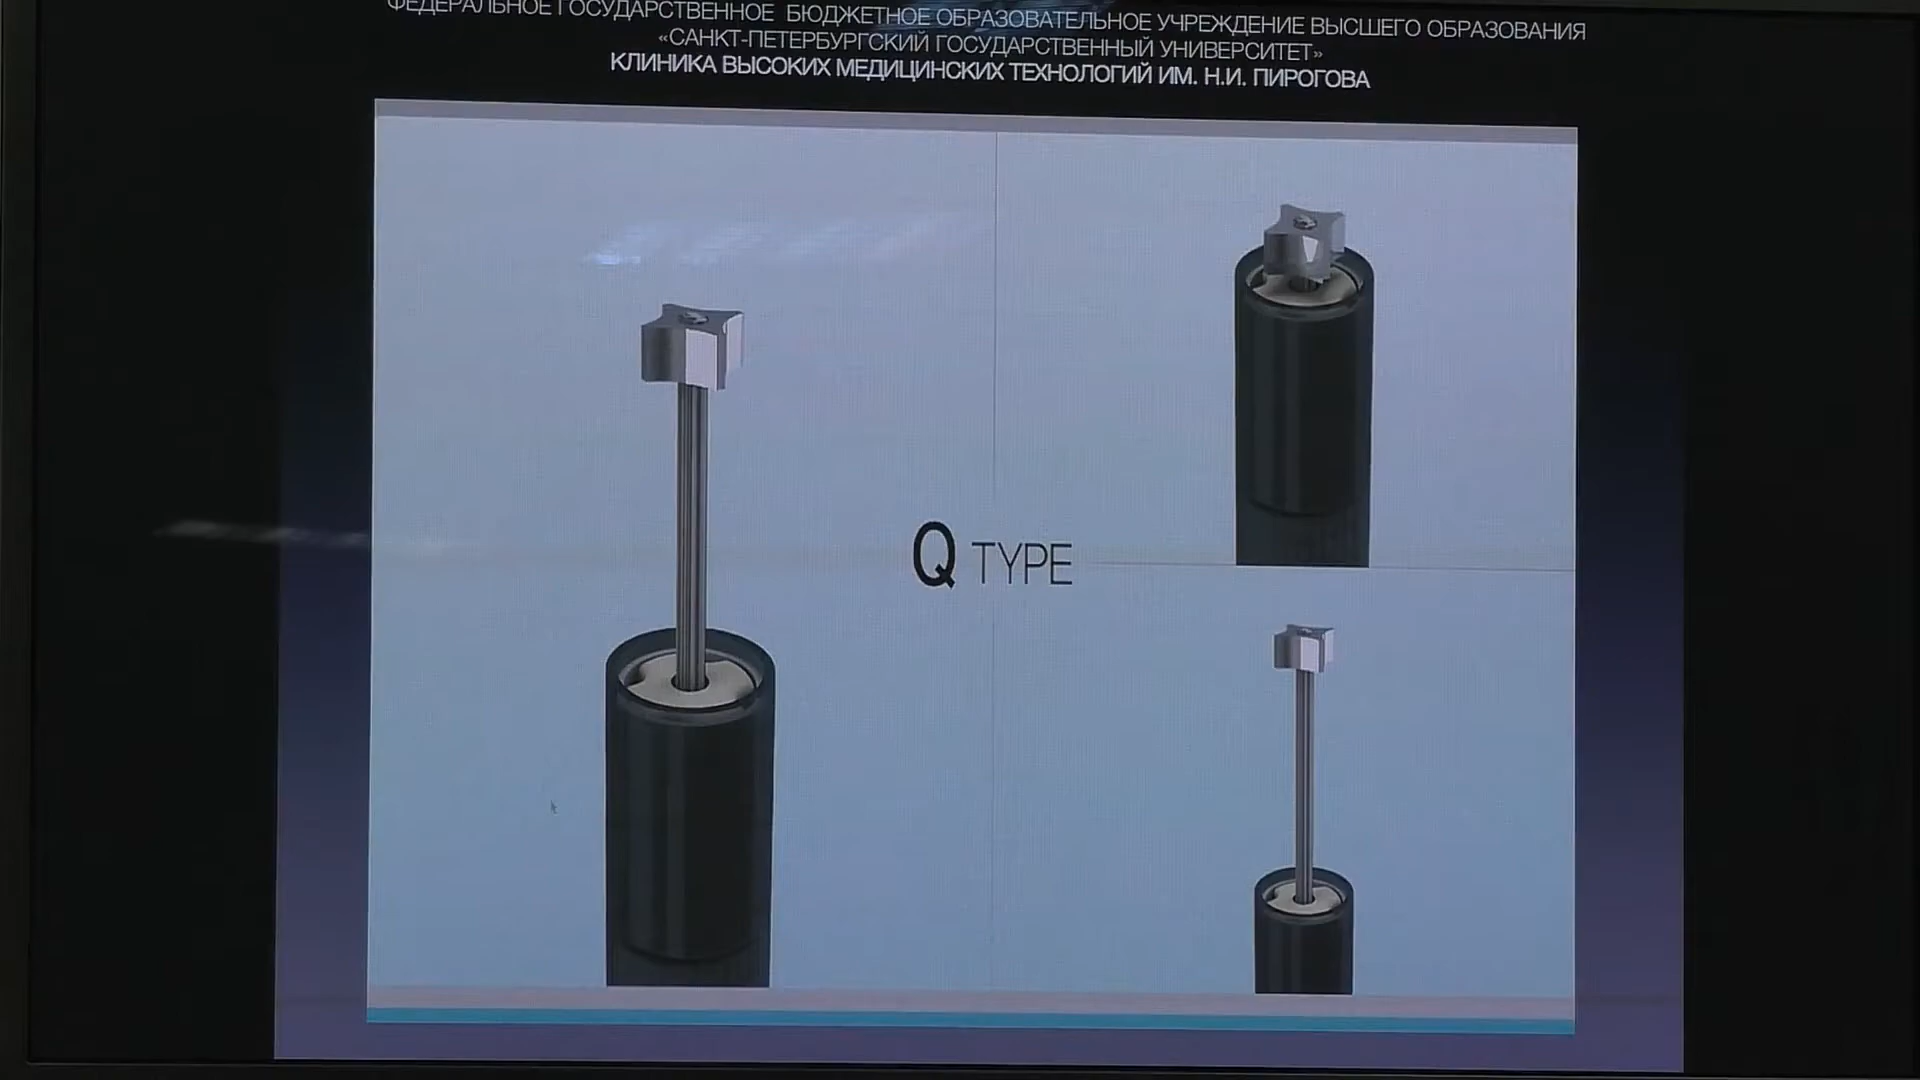 ФЕДЕРАЛЬНОЕ ГОСУДАРСТВЕННОЕ БЮДЖЕТНОЕ ОБРАЗОВАТЕЛЬНОЕ УЧРЕЖДЕНИЕ ВЫСШЕГО ОБРАЗОВАНИЯ
«САНКТ-ПЕТЕРБУРГСКИЙ ГОСУДАРСТВЕННЫЙ УНИВЕРСИТЕТ»
КЛИНИКА ВЫСОКИХ МЕДИЦИНСКИХ ТЕХНОЛОГИЙ ИМ. Н.И. ПИРОГОВА
Q TYPE